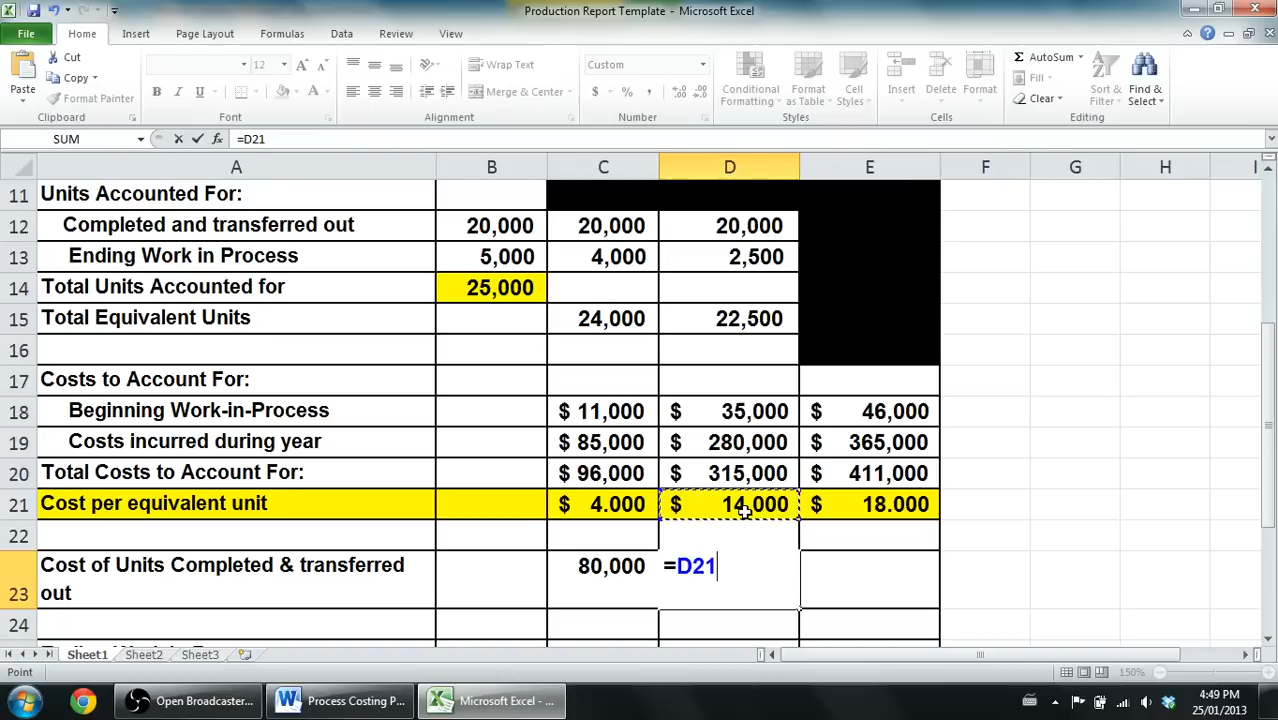 Production Report Template - Microsoft Excel
File Home Insert Page Layout Formulas Data Review View
Cut
Copy
Format Painter
Paste
Clipboard
12
B I U
Font
Wrap Text
Merge & Center
Alignment
Custom
$ % ,
Number
Conditional Formatting
Format as Table
Cell Styles
Styles
Insert Delete Format
Cells
Σ AutoSum
Fill
Clear
Sort & Filter
Find & Select
Editing
SUM fx =D21
A B C D E F G H I
11 Units Accounted For:
12 Completed and transferred out 20,000 20,000 20,000
13 Ending Work in Process 5,000 4,000 2,500
14 Total Units Accounted for 25,000
15 Total Equivalent Units 24,000 22,500
16
17 Costs to Account For:
18 Beginning Work-in-Process $ 11,000 $ 35,000 $ 46,000
19 Costs incurred during year $ 85,000 $ 280,000 $ 365,000
20 Total Costs to Account For: $ 96,000 $ 315,000 $ 411,000
21 Cost per equivalent unit $ 4.000 $ 14.000 $ 18.000
22
Cost of Units Completed & transferred 80,000 =D21
23 out
24
Sheet1 Sheet2 Sheet3
Point 150%
Open Broadcaster... Process Costing P... Microsoft Excel - ... 4:49 PM
25/01/2013